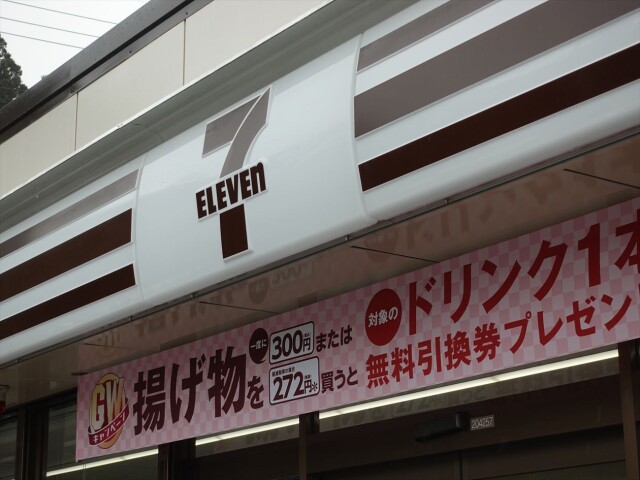 7
ELEVEn
GW
キャンペーン
揚げ物を
一度に
300円または
272円※買うと
対象の
ドリンク1本
無料引換券プレゼント
204257